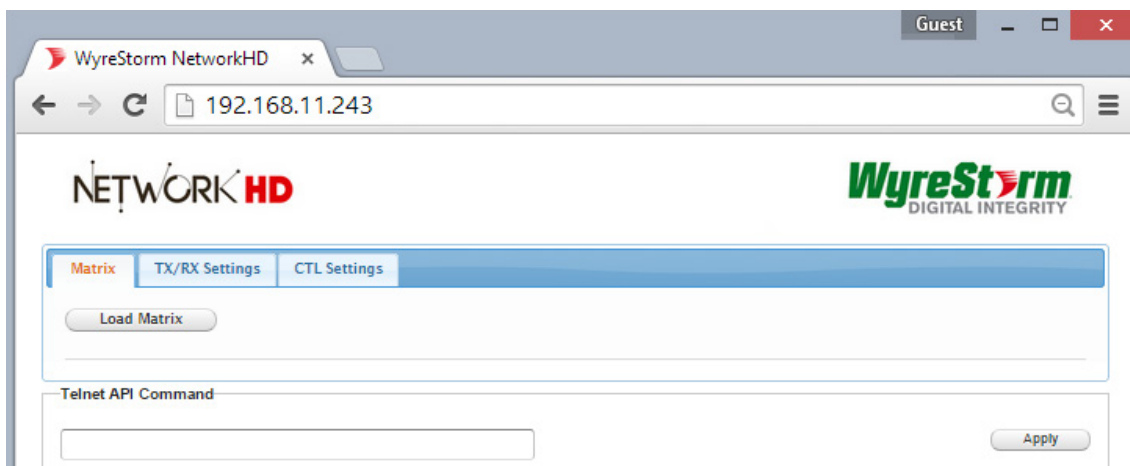 Guest
WyreStorm NetworkHD
192.168.11.243
NETWORK HD
WyreStorm
DIGITAL INTEGRITY
Matrix TX/RX Settings CTL Settings
Load Matrix
Telnet API Command
Apply